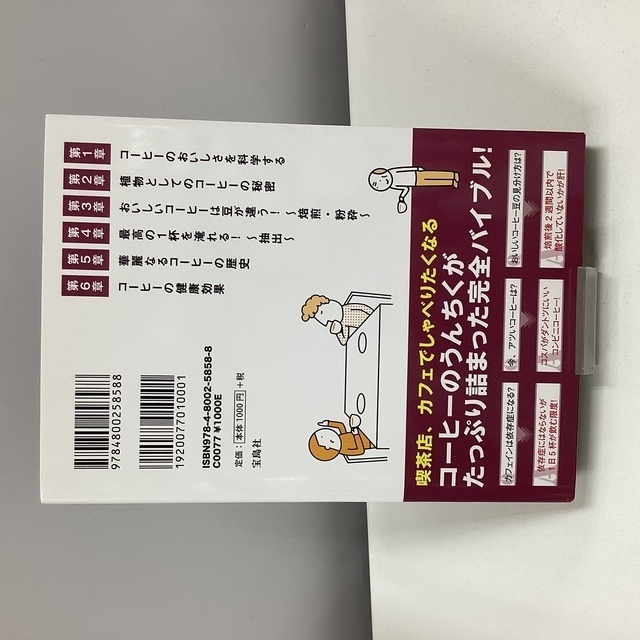 第1章 コーヒーのおいしさを科学する
第2章 植物としてのコーヒーの秘密
第3章 おいしいコーヒーは豆が違う！〜焙煎・粉砕〜
第4章 最高の1杯を淹れる！〜抽出〜
第5章 華麗なるコーヒーの歴史
第6章 コーヒーの健康効果
9784800258588
1920077010001
ISBN978-4-8002-5858-8
C0077 ¥1000E
定価：本体1000円 +税
宝島社
喫茶店、カフェでしゃべりたくなる
コーヒーのうんちくが
たっぷり詰まった完全バイブル！
カフェインは依存症になる？
依存症にはならないが
1日5杯が飲む限度！
今、アツいコーヒーは？
コスパがダントツにいい
コンビニコーヒー！
おいしいコーヒー豆の見分け方は？
焙煎後2週間以内で
酸化していないかが肝！